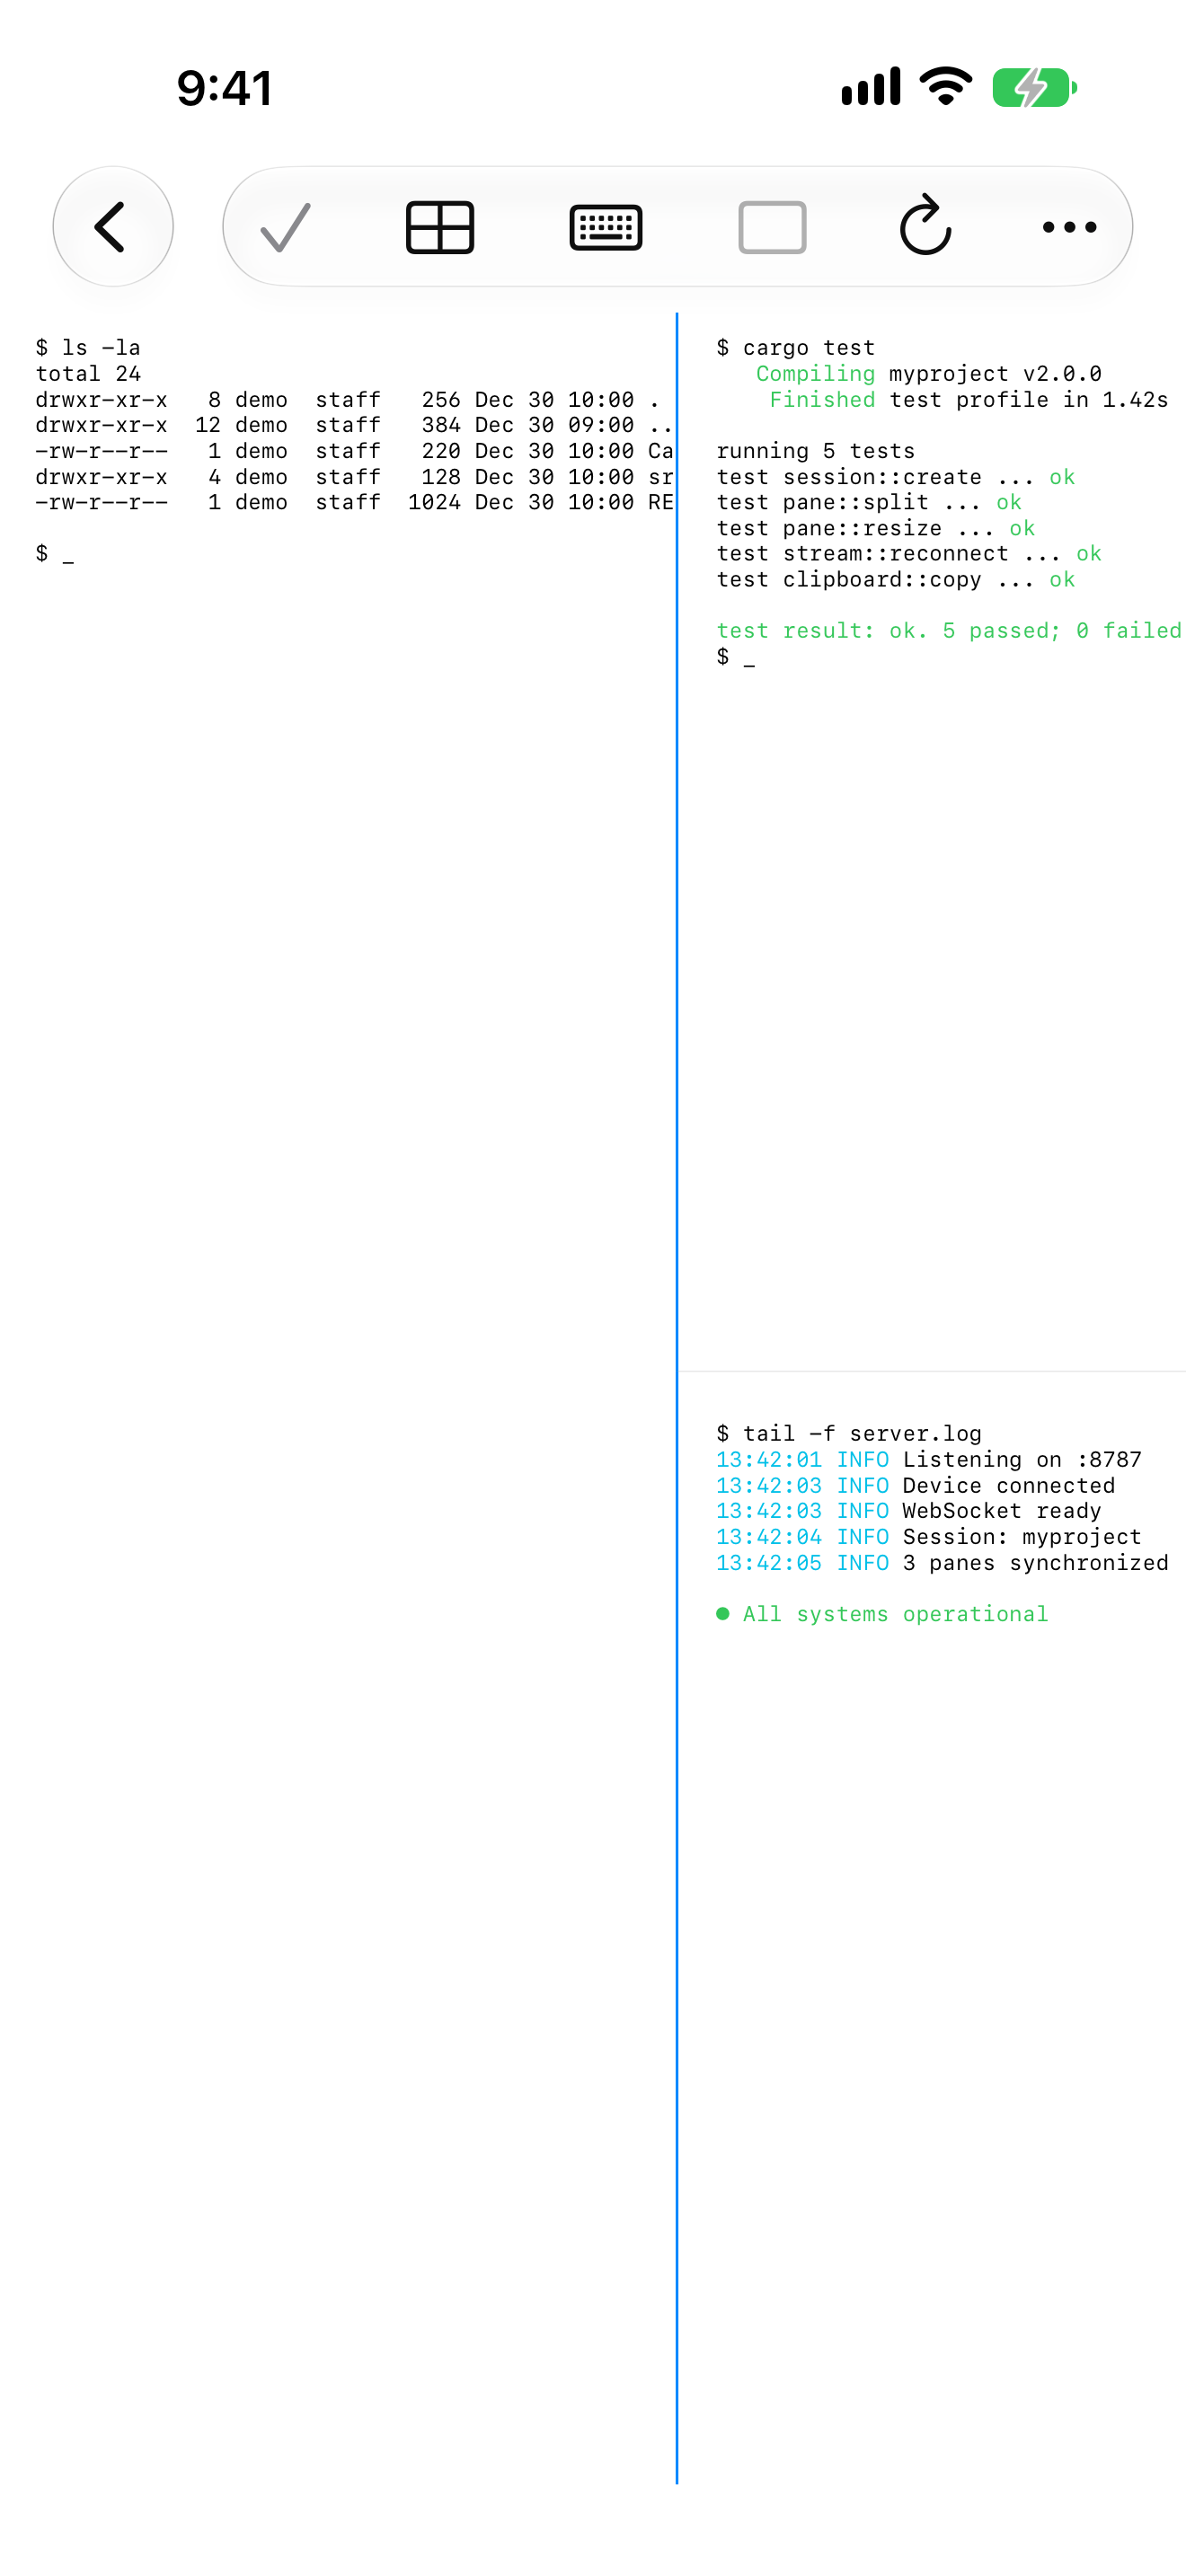 9:41
$ ls -la
total 24
drwxr-xr-x   8 demo  staff   256 Dec 30 10:00 .
drwxr-xr-x  12 demo  staff   384 Dec 30 09:00 ..
-rw-r--r--   1 demo  staff   220 Dec 30 10:00 Ca
drwxr-xr-x   4 demo  staff   128 Dec 30 10:00 sr
-rw-r--r--   1 demo  staff  1024 Dec 30 10:00 RE
$ _
$ cargo test
   Compiling myproject v2.0.0
    Finished test profile in 1.42s
running 5 tests
test session::create ... ok
test pane::split ... ok
test pane::resize ... ok
test stream::reconnect ... ok
test clipboard::copy ... ok
test result: ok. 5 passed; 0 failed
$ _
$ tail -f server.log
13:42:01 INFO Listening on :8787
13:42:03 INFO Device connected
13:42:03 INFO WebSocket ready
13:42:04 INFO Session: myproject
13:42:05 INFO 3 panes synchronized
● All systems operational